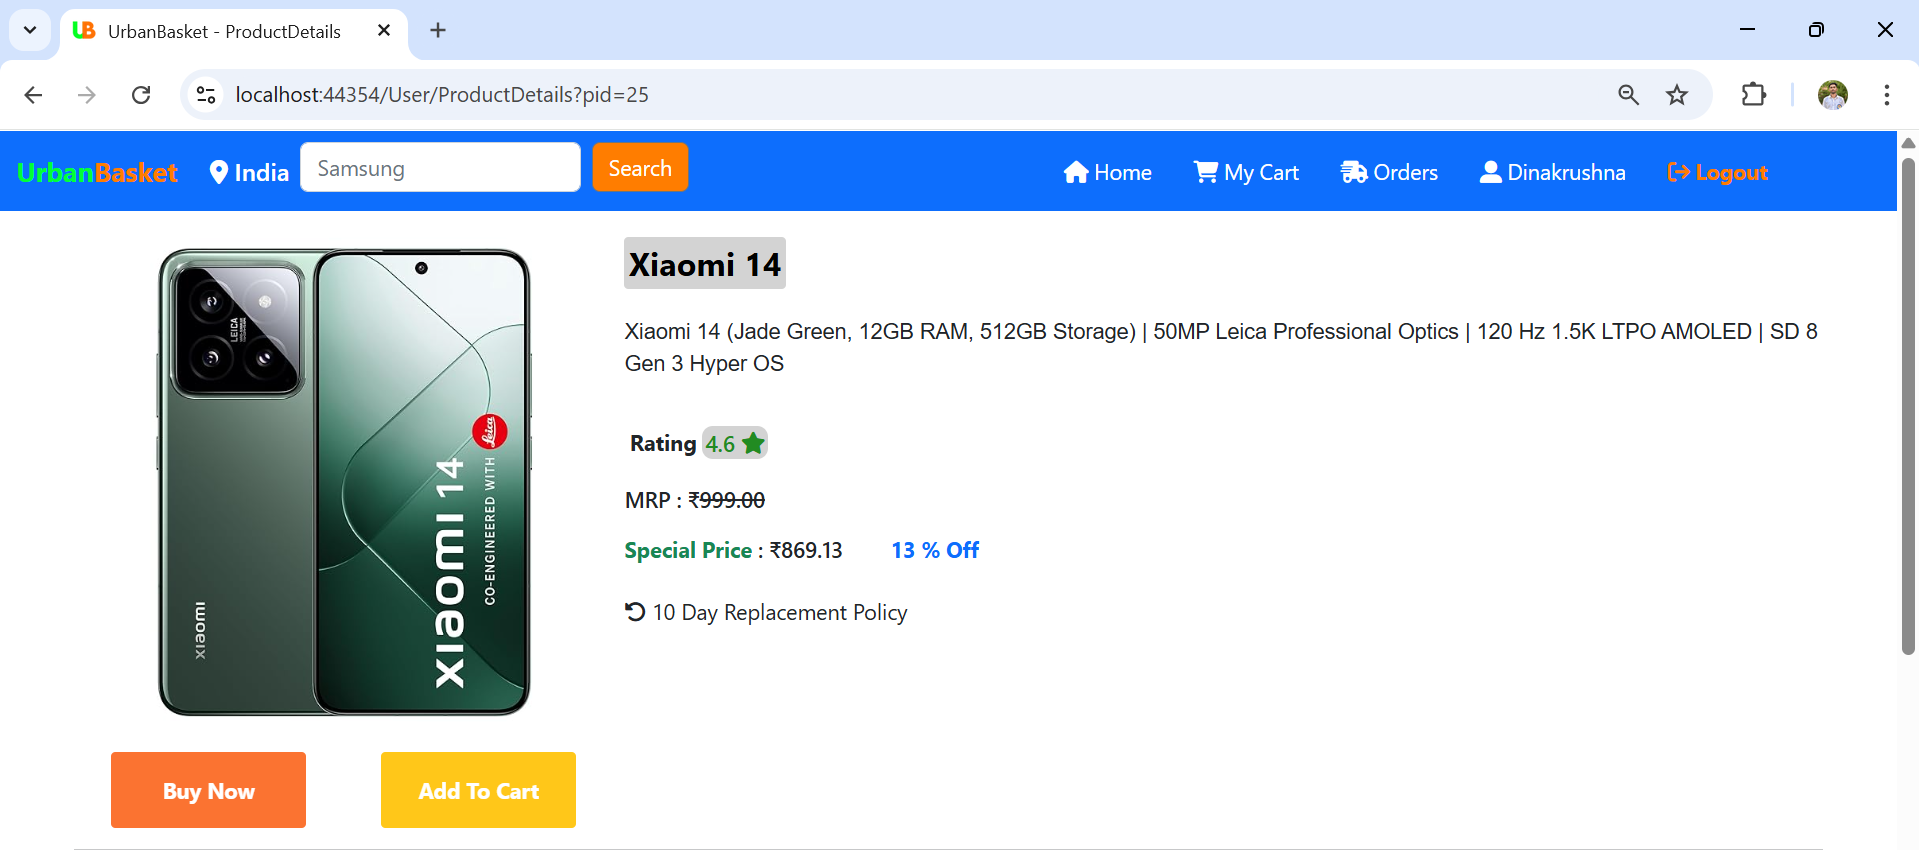 UB UrbanBasket - ProductDetails
localhost:44354/User/ProductDetails?pid=25
UrbanBasket India Samsung Search Home My Cart Orders Dinakrushna Logout
Xiaomi 14
Xiaomi 14 (Jade Green, 12GB RAM, 512GB Storage) | 50MP Leica Professional Optics | 120 Hz 1.5K LTPO AMOLED | SD 8
Gen 3 Hyper OS
Rating 4.6
MRP : ₹999.00
Special Price : ₹869.13 13 % Off
10 Day Replacement Policy
LEICA
xiaomi
xiaomi 14
CO-ENGINEERED WITH Leica
Buy Now Add To Cart